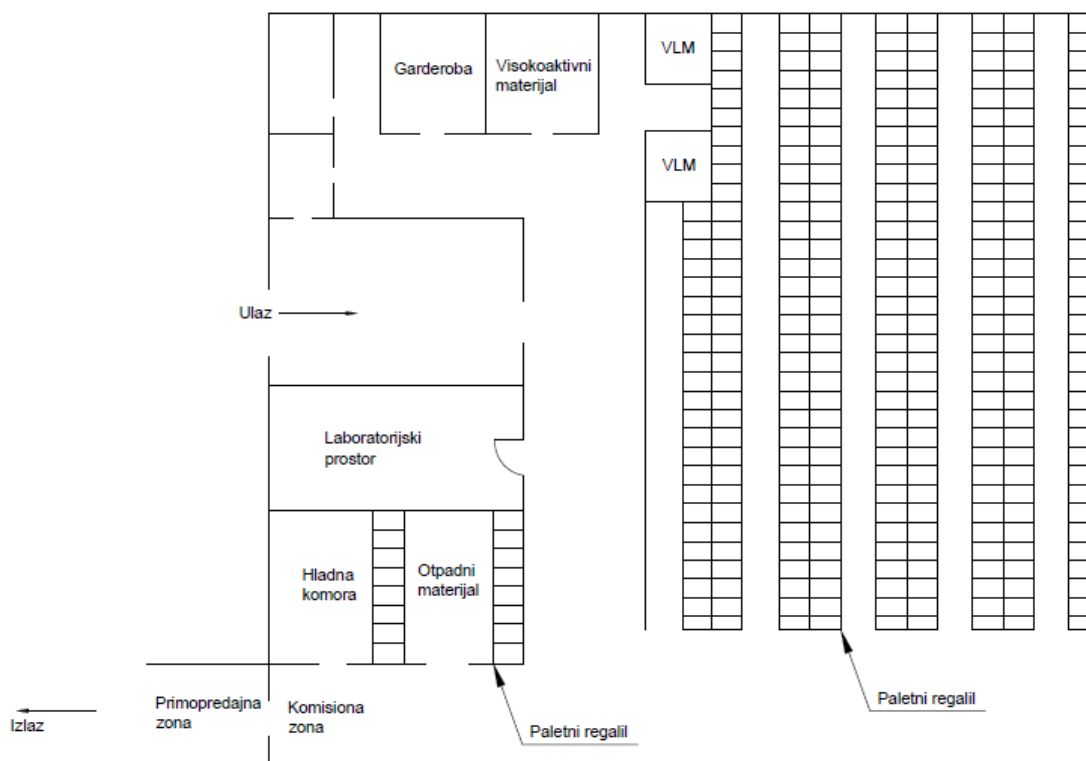 VLM
Garderoba
Visokoaktivni
materijal
VLM
Ulaz
Laboratorijski
prostor
Hladna
komora
Otpadni
materijal
Primopredajna
zona
Komisiona
zona
Izlaz
Paletni regalil
Paletni regalil